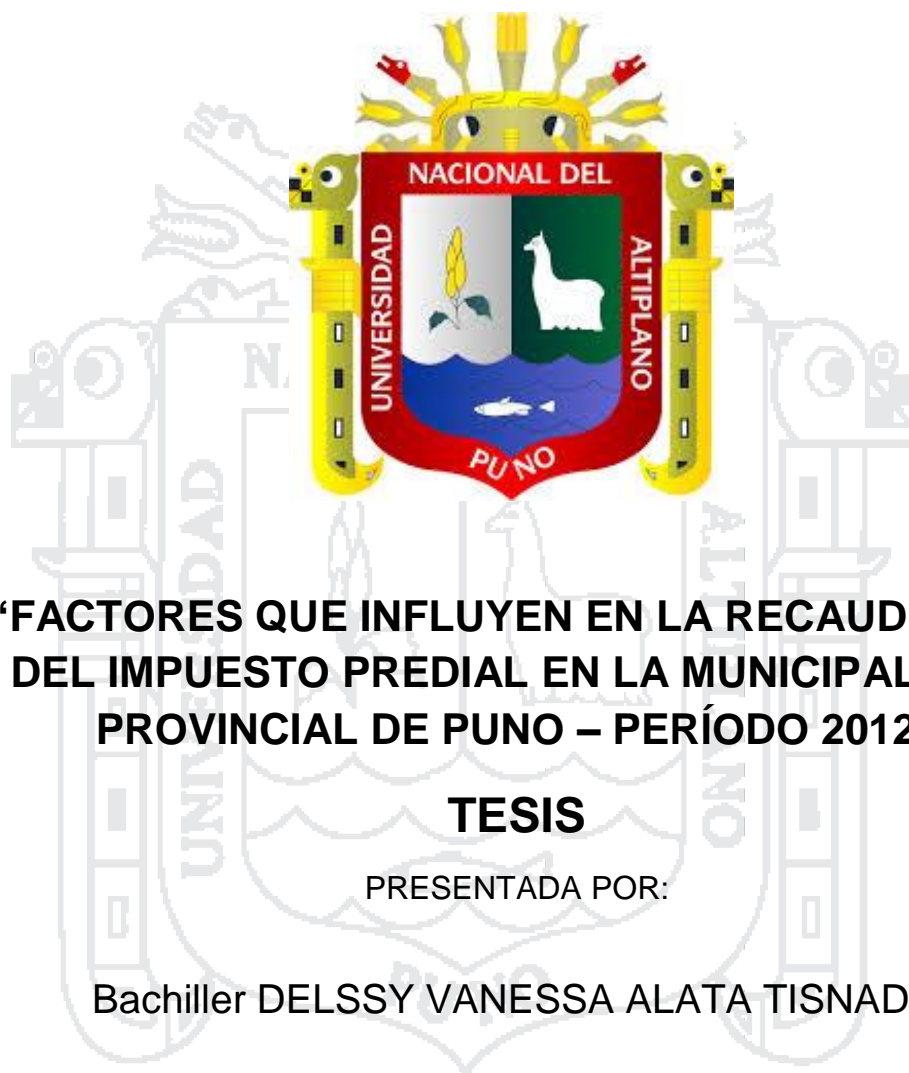 NACIONAL DEL
UNIVERSIDAD
ALTIPLANO
PUNO
“FACTORES QUE INFLUYEN EN LA RECAUD
DEL IMPUESTO PREDIAL EN LA MUNICIPAL
PROVINCIAL DE PUNO – PERÍODO 2012
TESIS
PRESENTADA POR:
Bachiller DELSSY VANESSA ALATA TISNAD